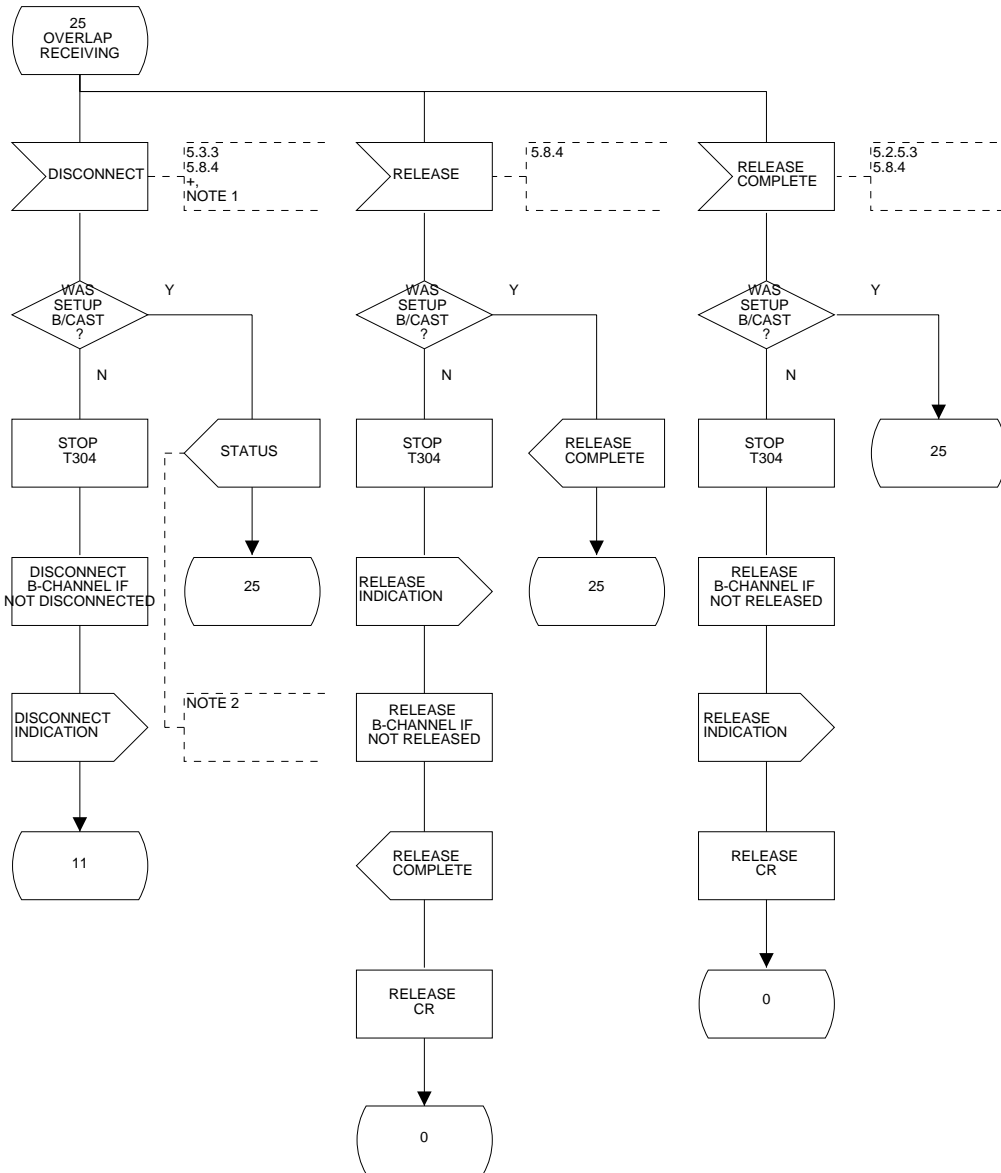 25
OVERLAP
RECEIVING
DISCONNECT
5.3.3
5.8.4
+,
NOTE 1
RELEASE
5.8.4
RELEASE
COMPLETE
5.2.5.3
5.8.4
WAS
SETUP
B/CAST
?
Y
N
WAS
SETUP
B/CAST
?
Y
N
WAS
SETUP
B/CAST
?
Y
N
STOP
T304
STATUS
STOP
T304
RELEASE
COMPLETE
STOP
T304
25
DISCONNECT
B-CHANNEL IF
NOT DISCONNECTED
25
RELEASE
INDICATION
25
RELEASE
B-CHANNEL IF
NOT RELEASED
DISCONNECT
INDICATION
NOTE 2
RELEASE
B-CHANNEL IF
NOT RELEASED
RELEASE
INDICATION
11
RELEASE
COMPLETE
RELEASE
CR
RELEASE
CR
0
0